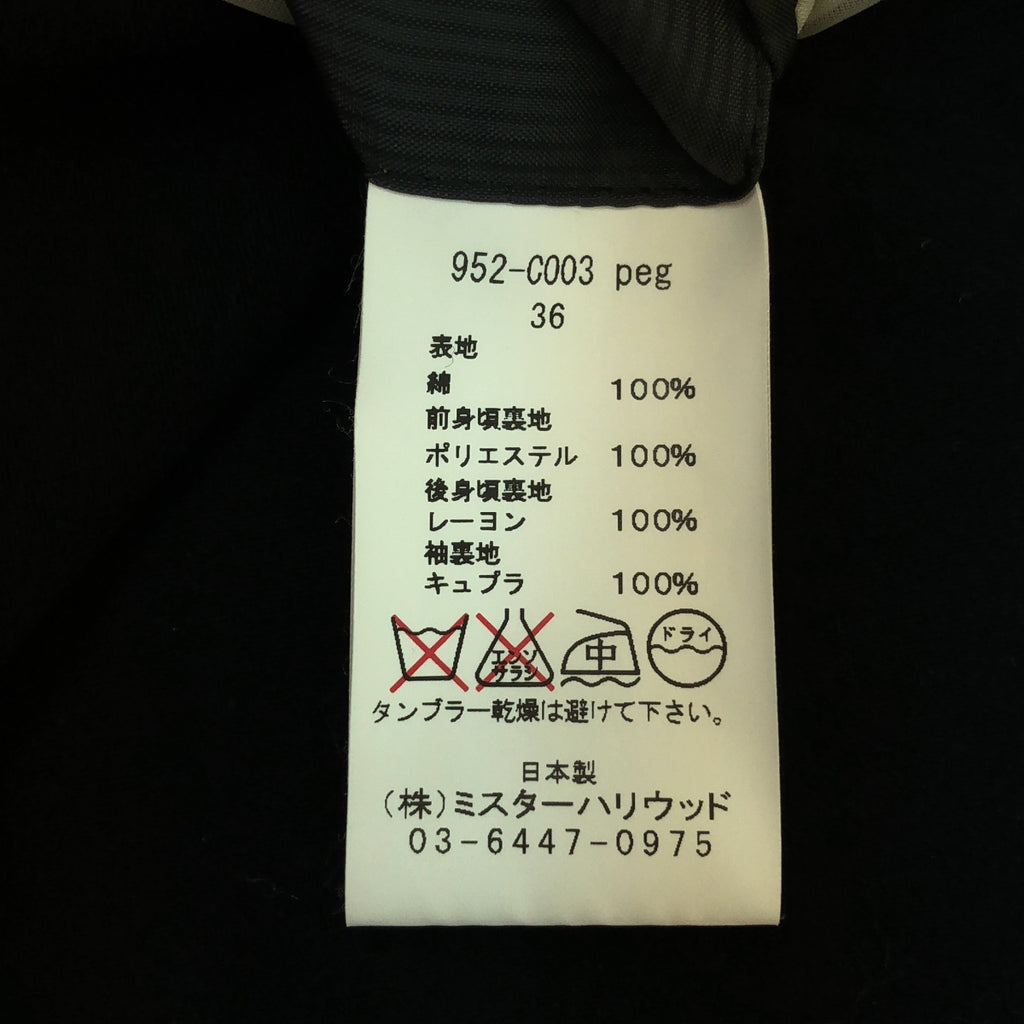 952-C003 peg
36
表地
綿 100%
前身頃裏地
ポリエステル 100%
後身頃裏地
レーヨン 100%
袖裏地
キュプラ 100%
エンソ
サラシ
中
ドライ
タンブラー乾燥は避けて下さい。
日本製
(株)ミスターハリウッド
03-6447-0975